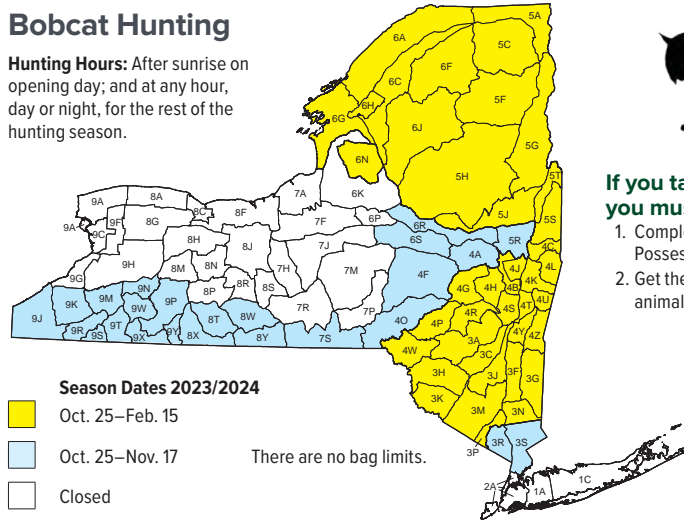 Bobcat Hunting
Hunting Hours: After sunrise on
opening day; and at any hour,
day or night, for the rest of the
hunting season.
5A
6A
5C
6F
6C
5F
6H
6G
6J
5G
6N
5H
5T
6K
7A
9A
8A
8C
8F
5J
5S
9F
8G
7F
6P
6R
9A
9C
6S
5R
8H
8J
7J
4A
4C
9H
8M
8N
7H
7M
4F
4J
4L
9G
8R
8S
4G
4H
4B
4K
9N
8P
9K
9M
9P
7R
7P
4R
4S
4T
4U
9J
9W
8T
8W
4O
4P
9R
9T
9S
9X
9Y
8X
8Y
7S
3A
4Y
4Z
4W
3C
3H
3J
3F
3G
3K
3M
3N
3R
3S
3P
2A
1A
1C
If you ta
you mus
1. Comple
Posses
2. Get the
animal
Season Dates 2023/2024
Oct. 25–Feb. 15
Oct. 25–Nov. 17
There are no bag limits.
Closed